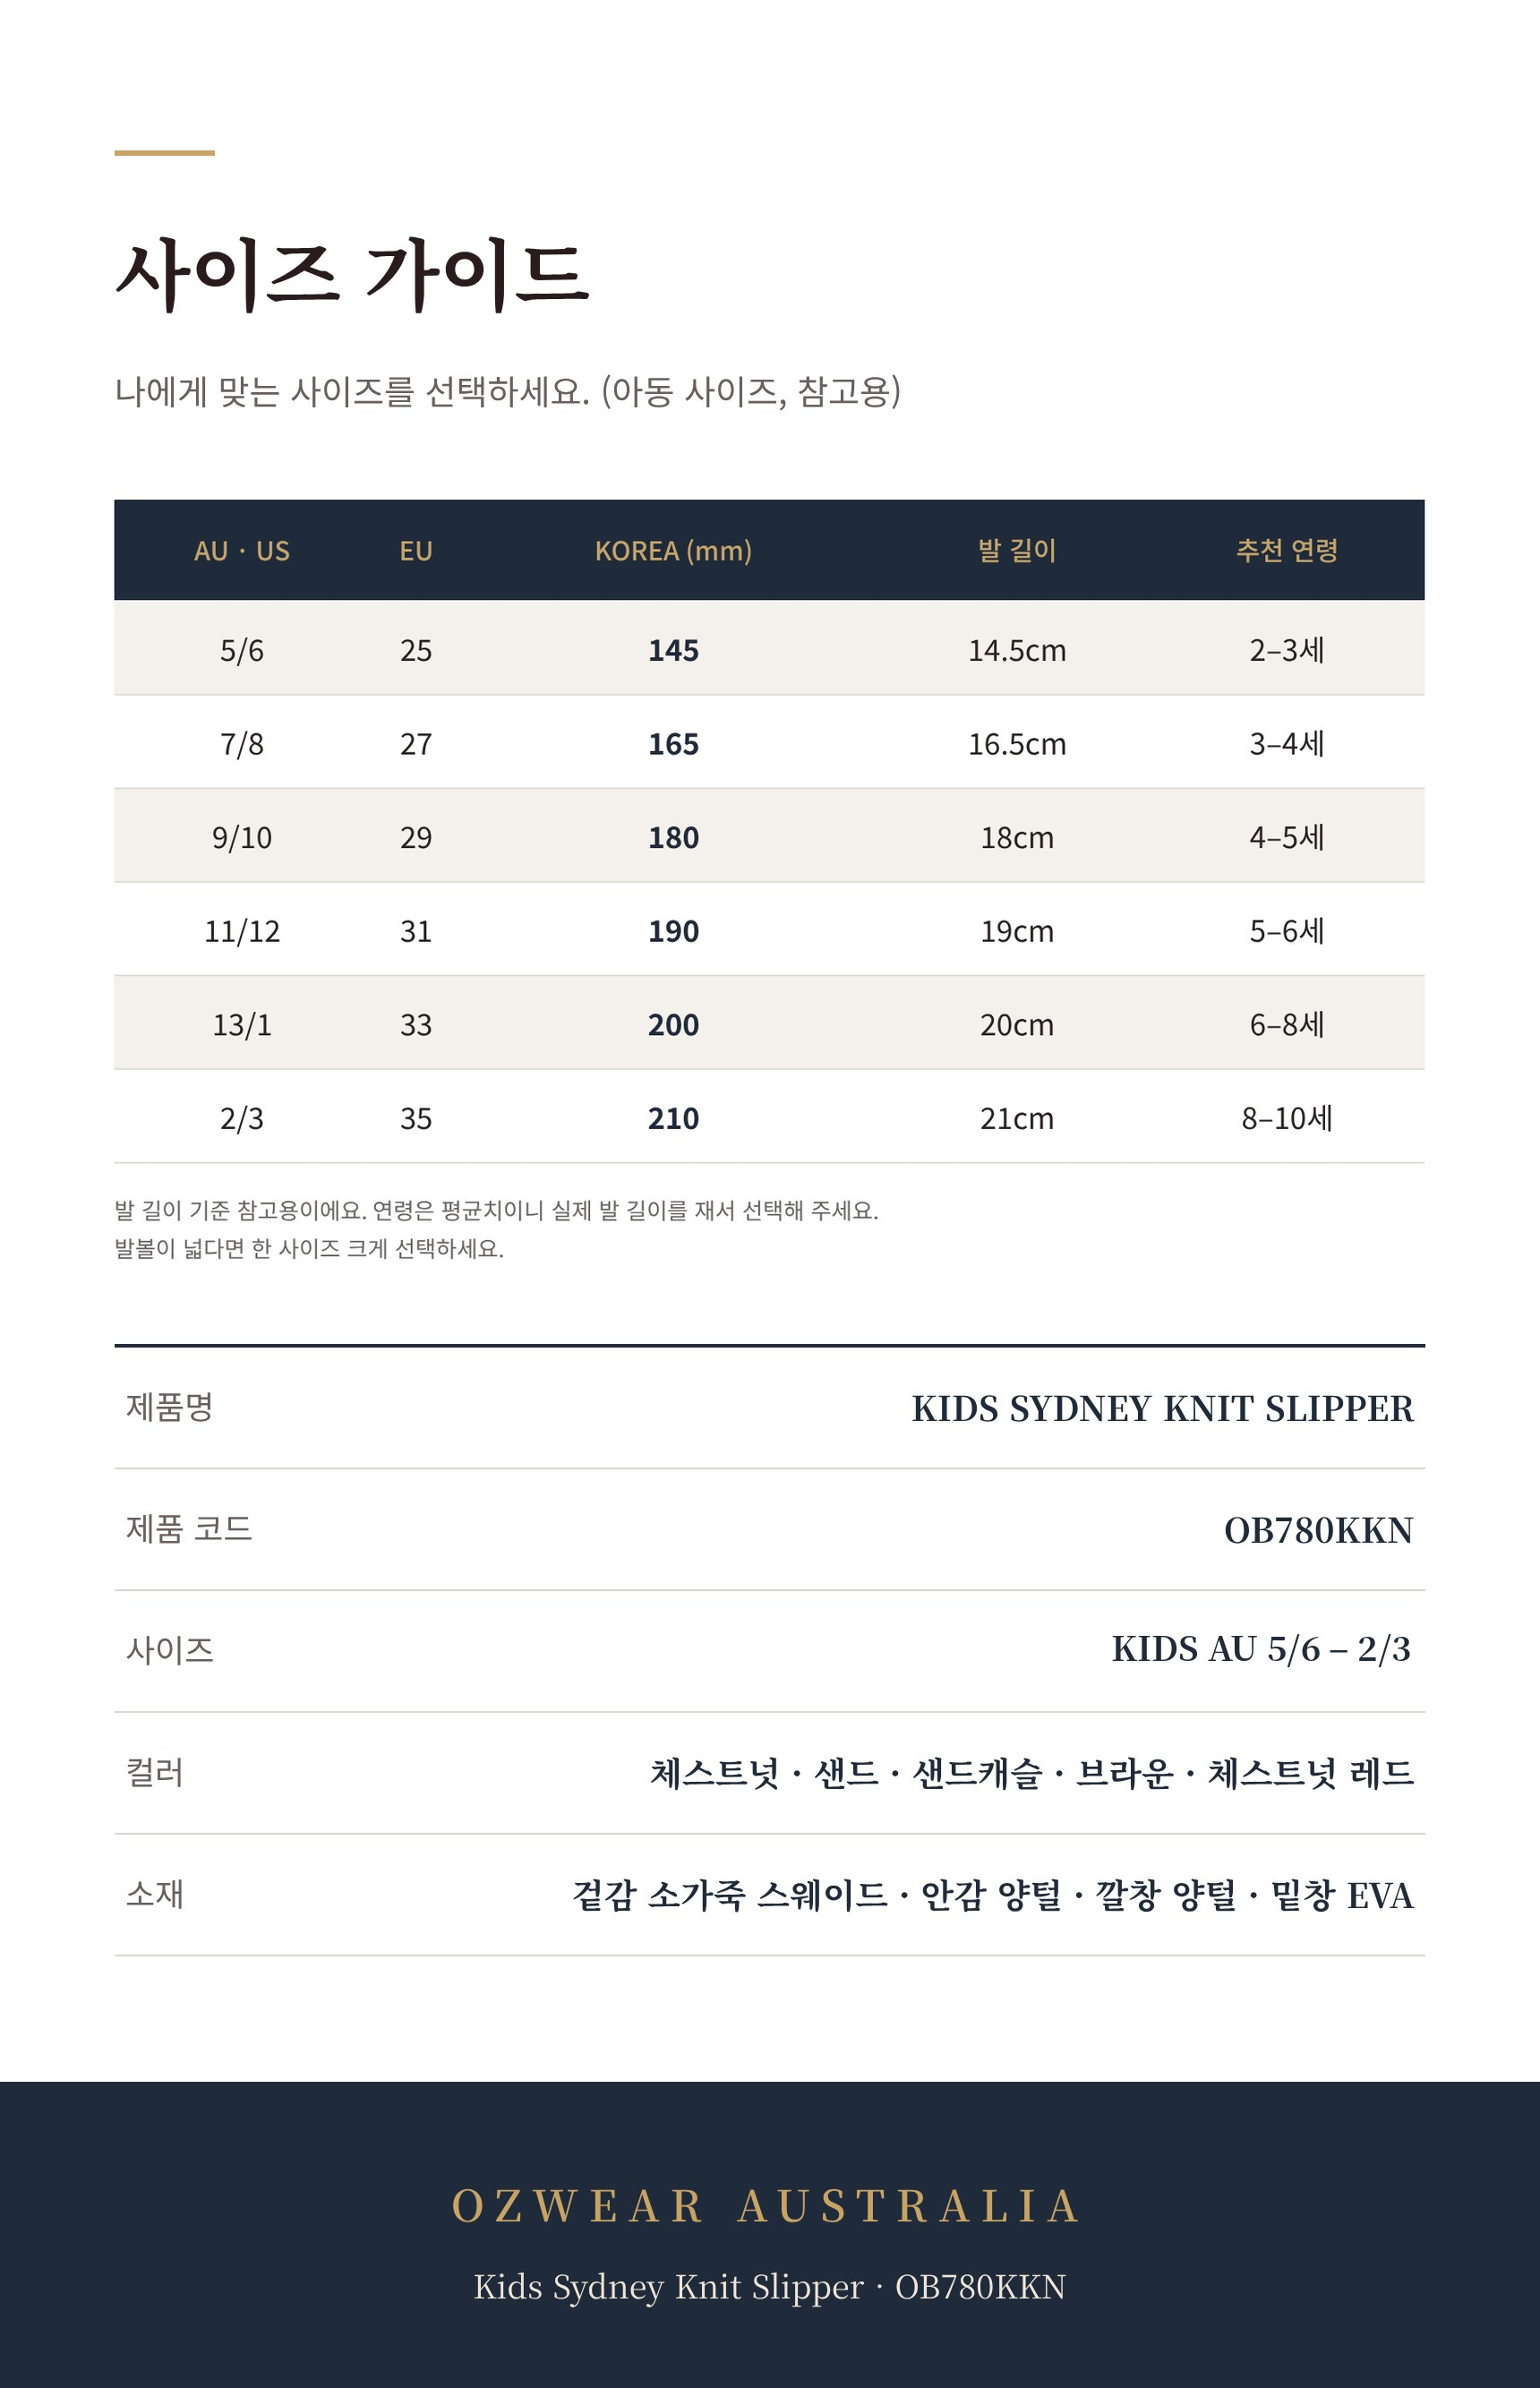 사이즈 가이드
나에게 맞는 사이즈를 선택하세요. (아동 사이즈, 참고용)
AU · US EU KOREA (mm) 발 길이 추천 연령
5/6 25 145 14.5cm 2–3세
7/8 27 165 16.5cm 3–4세
9/10 29 180 18cm 4–5세
11/12 31 190 19cm 5–6세
13/1 33 200 20cm 6–8세
2/3 35 210 21cm 8–10세
발 길이 기준 참고용이에요. 연령은 평균치이니 실제 발 길이를 재서 선택해 주세요.
발볼이 넓다면 한 사이즈 크게 선택하세요.
제품명 KIDS SYDNEY KNIT SLIPPER
제품 코드 OB780KKN
사이즈 KIDS AU 5/6 – 2/3
컬러 체스트넛 · 샌드 · 샌드캐슬 · 브라운 · 체스트넛 레드
소재 겉감 소가죽 스웨이드 · 안감 양털 · 깔창 양털 · 밑창 EVA
OZWEAR AUSTRALIA
Kids Sydney Knit Slipper · OB780KKN